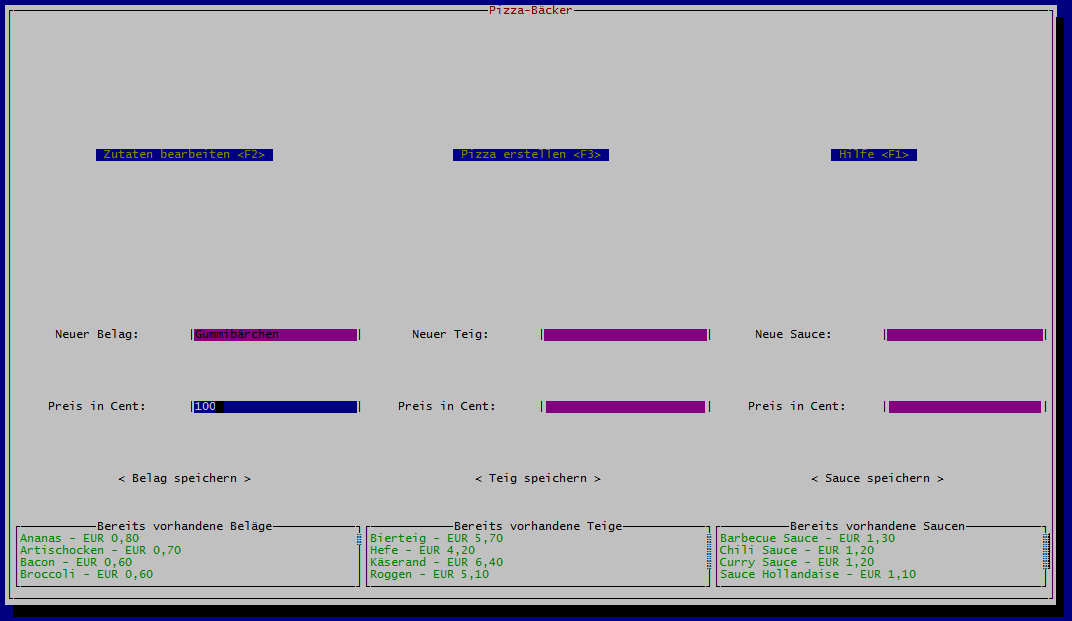 Pizza-Bäcker
Zutaten bearbeiten <F2> Pizza erstellen <F3> Hilfe <F1>
Neuer Belag: Gummibärchen Neuer Teig: Neue Sauce:
Preis in Cent: 100 Preis in Cent: Preis in Cent:
< Belag speichern > < Teig speichern > < Sauce speichern >
Bereits vorhandene Beläge Bereits vorhandene Teige Bereits vorhandene Saucen
Ananas - EUR 0,80 Bierteig - EUR 5,70 Barbecue Sauce - EUR 1,30
Artischocken - EUR 0,70 Hefe - EUR 4,20 Chili Sauce - EUR 1,20
Bacon - EUR 0,60 Käserand - EUR 6,40 Curry Sauce - EUR 1,20
Broccoli - EUR 0,60 Roggen - EUR 5,10 Sauce Hollandaise - EUR 1,10